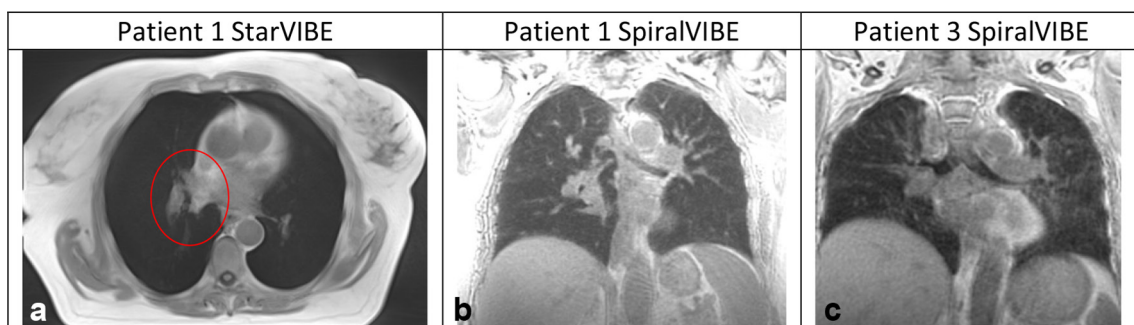 Patient 1 StarVIBE
Patient 1 SpiralVIBE
Patient 3 SpiralVIBE
a
b
c